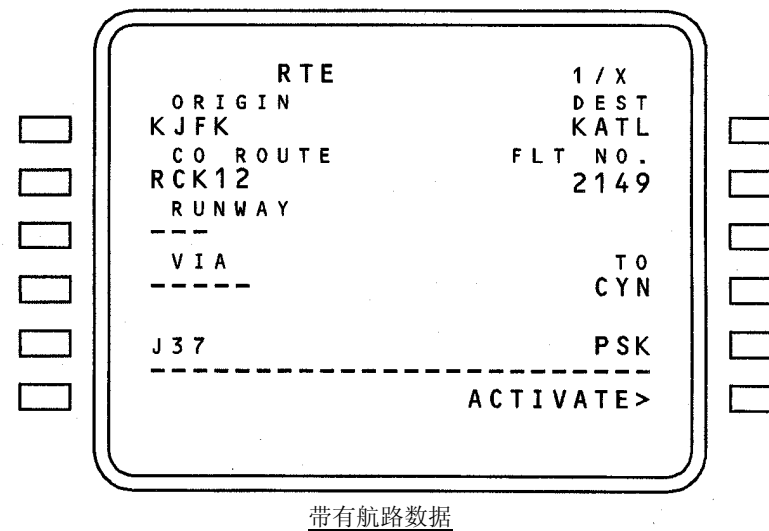 RTE 1/X
ORIGIN DEST
KJFK KATL
CO ROUTE FLT NO.
RCK12 2149
RUNWAY
---
VIA TO
----- CYN
J37 PSK
------------------------
ACTIVATE>
带有航路数据